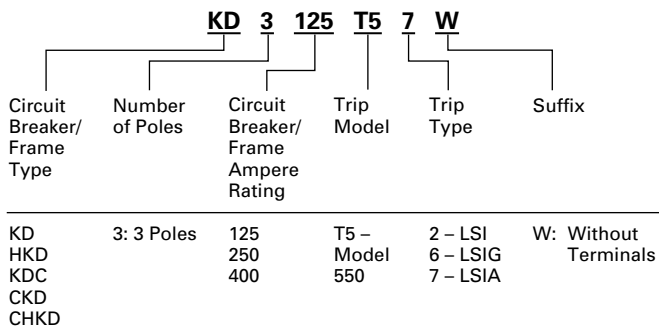 KD 3 125 T5 7 W
Circuit Breaker/ Frame Type
Number of Poles
Circuit Breaker/ Frame Ampere Rating
Trip Model
Trip Type
Suffix
KD 3: 3 Poles 125 T5 – 2 – LSI W: Without
HKD 250 Model 6 – LSIG Terminals
KDC 400 550 7 – LSIA
CKD
CHKD